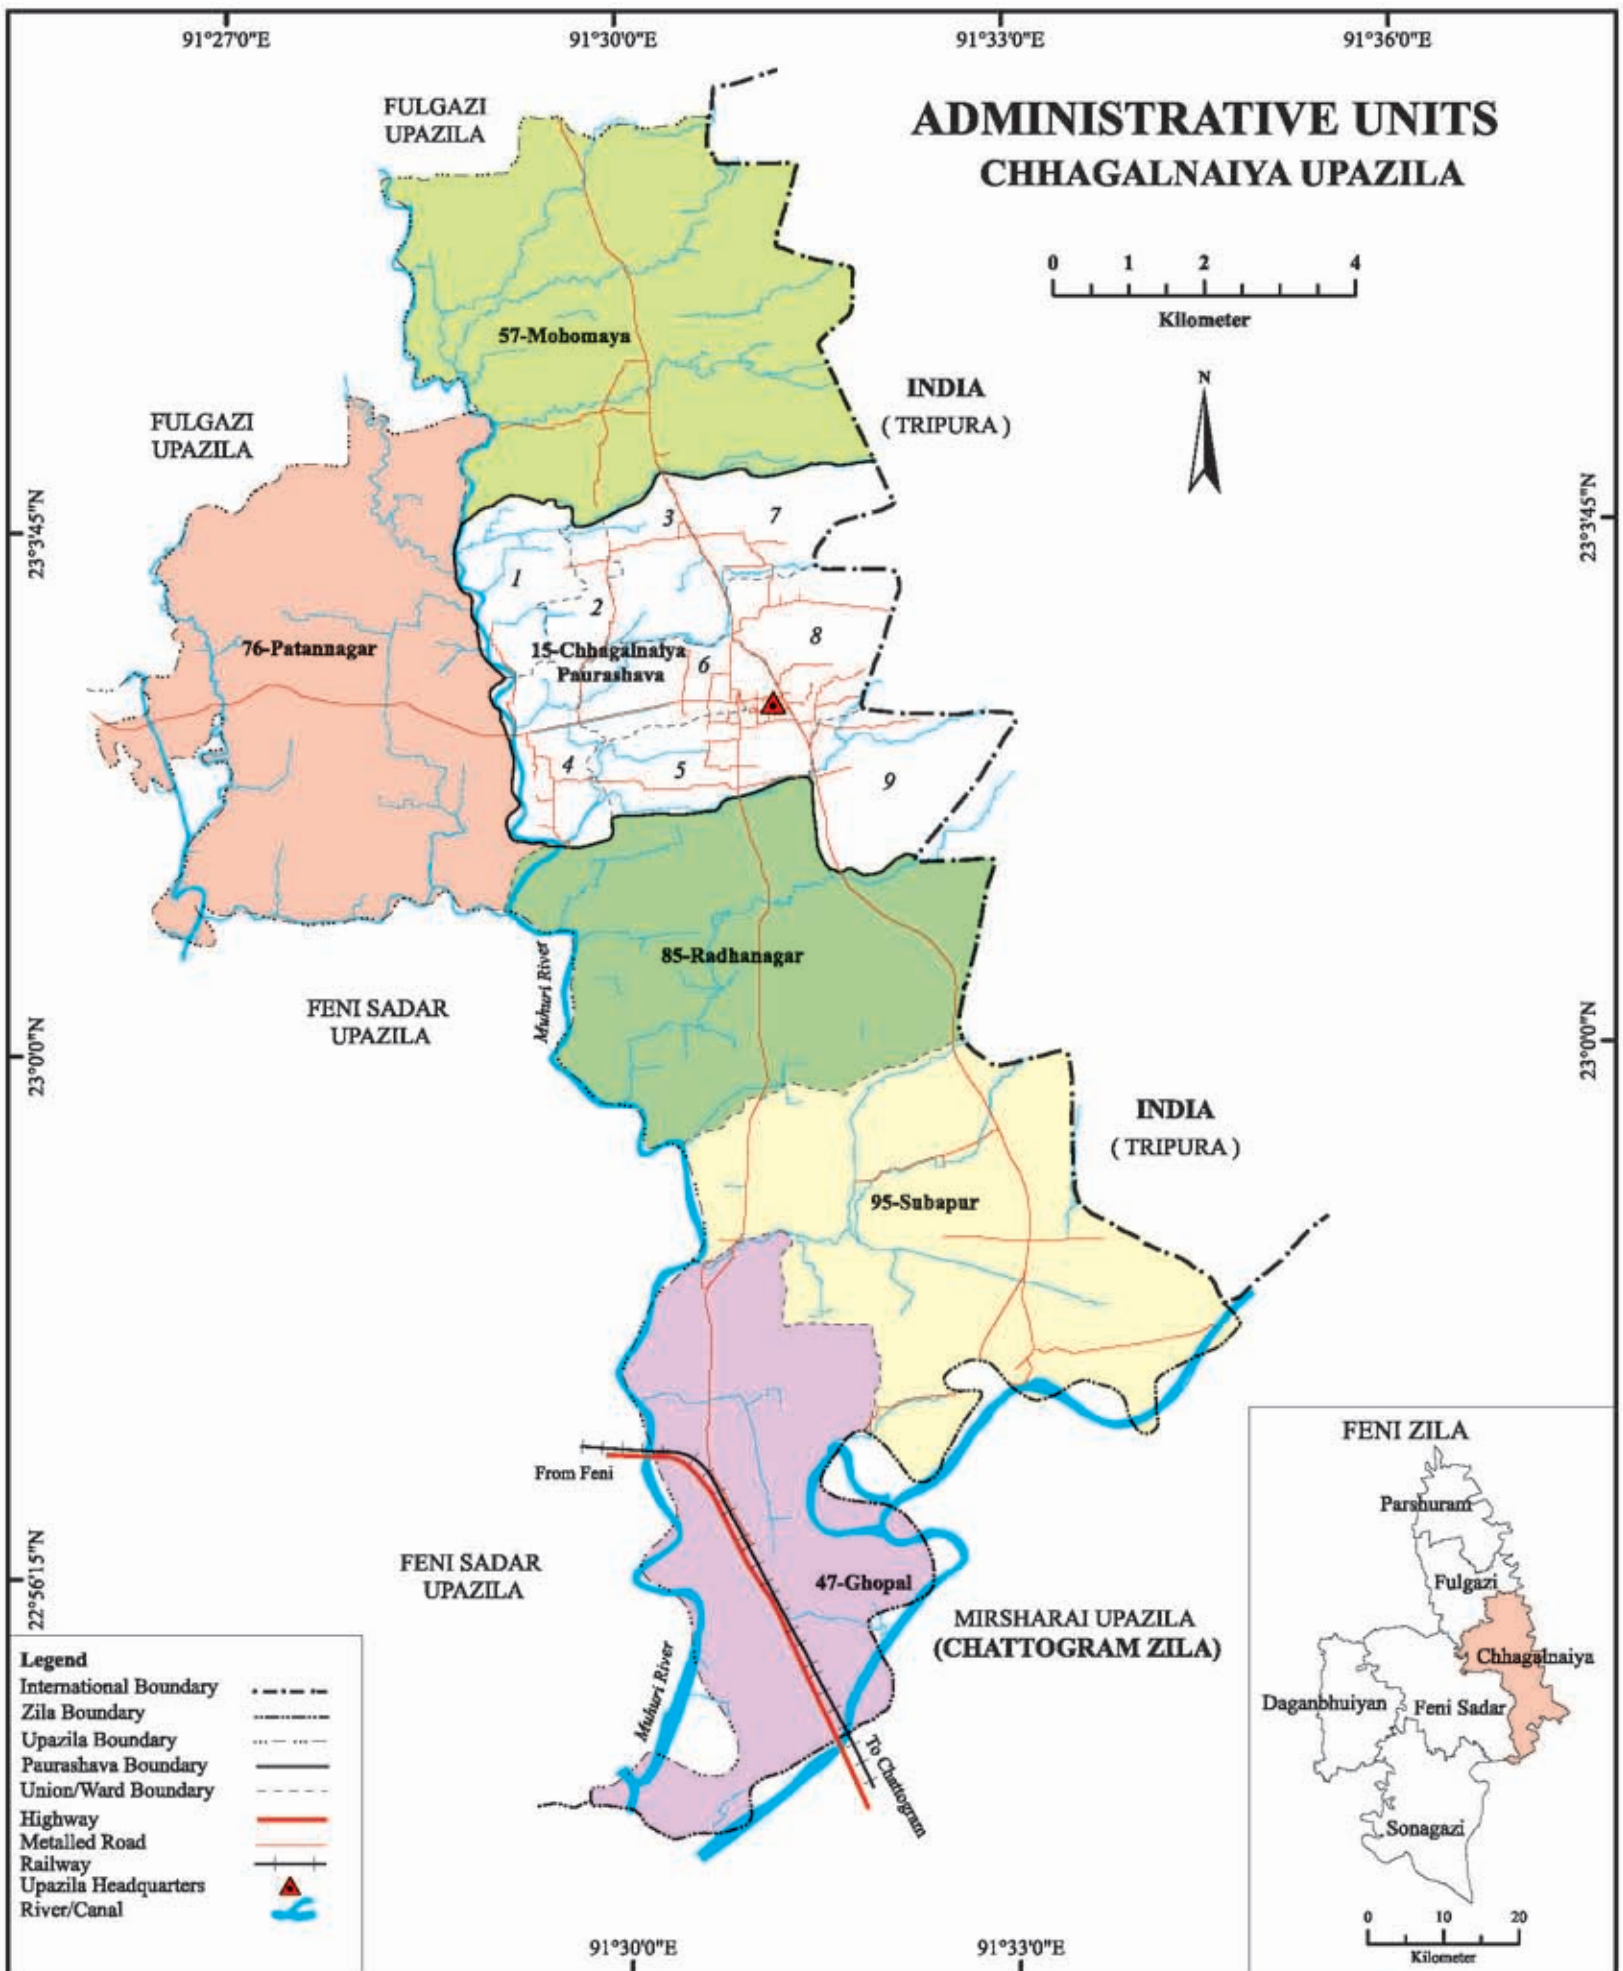 91°27'0"E
91°30'0"E
91°33'0"E
91°36'0"E
ADMINISTRATIVE UNITS
CHHAGALNAIYA UPAZILA
0 1 2 4
Kilometer
N
FULGAZI
UPAZILA
57-Mohomaya
INDIA
( TRIPURA )
FULGAZI
UPAZILA
23°3'45"N
23°3'45"N
3
7
1
2
8
76-Patannagar
15-Chhagalnaiya
Paurashava
6
4
5
9
85-Radhanagar
Muhuri River
FENI SADAR
UPAZILA
23°0'0"N
23°0'0"N
INDIA
( TRIPURA )
95-Subapur
From Feni
FENI SADAR
UPAZILA
22°56'15"N
47-Ghopal
MIRSHARAI UPAZILA
(CHATTOGRAM ZILA)
Muhuri River
To Chattogram
Legend
International Boundary
Zila Boundary
Upazila Boundary
Paurashava Boundary
Union/Ward Boundary
Highway
Metalled Road
Railway
Upazila Headquarters
River/Canal
FENI ZILA
Parshuram
Fulgazi
Chhagalnaiya
Daganbhuiyan
Feni Sadar
Sonagazi
0 10 20
Kilometer
91°30'0"E
91°33'0"E